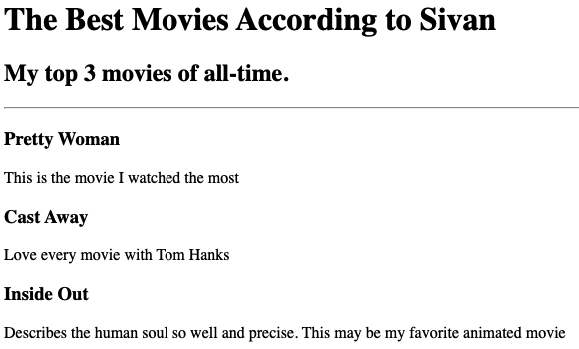 The Best Movies According to Sivan
My top 3 movies of all-time.
Pretty Woman
This is the movie I watched the most
Cast Away
Love every movie with Tom Hanks
Inside Out
Describes the human soul so well and precise. This may be my favorite animated movie